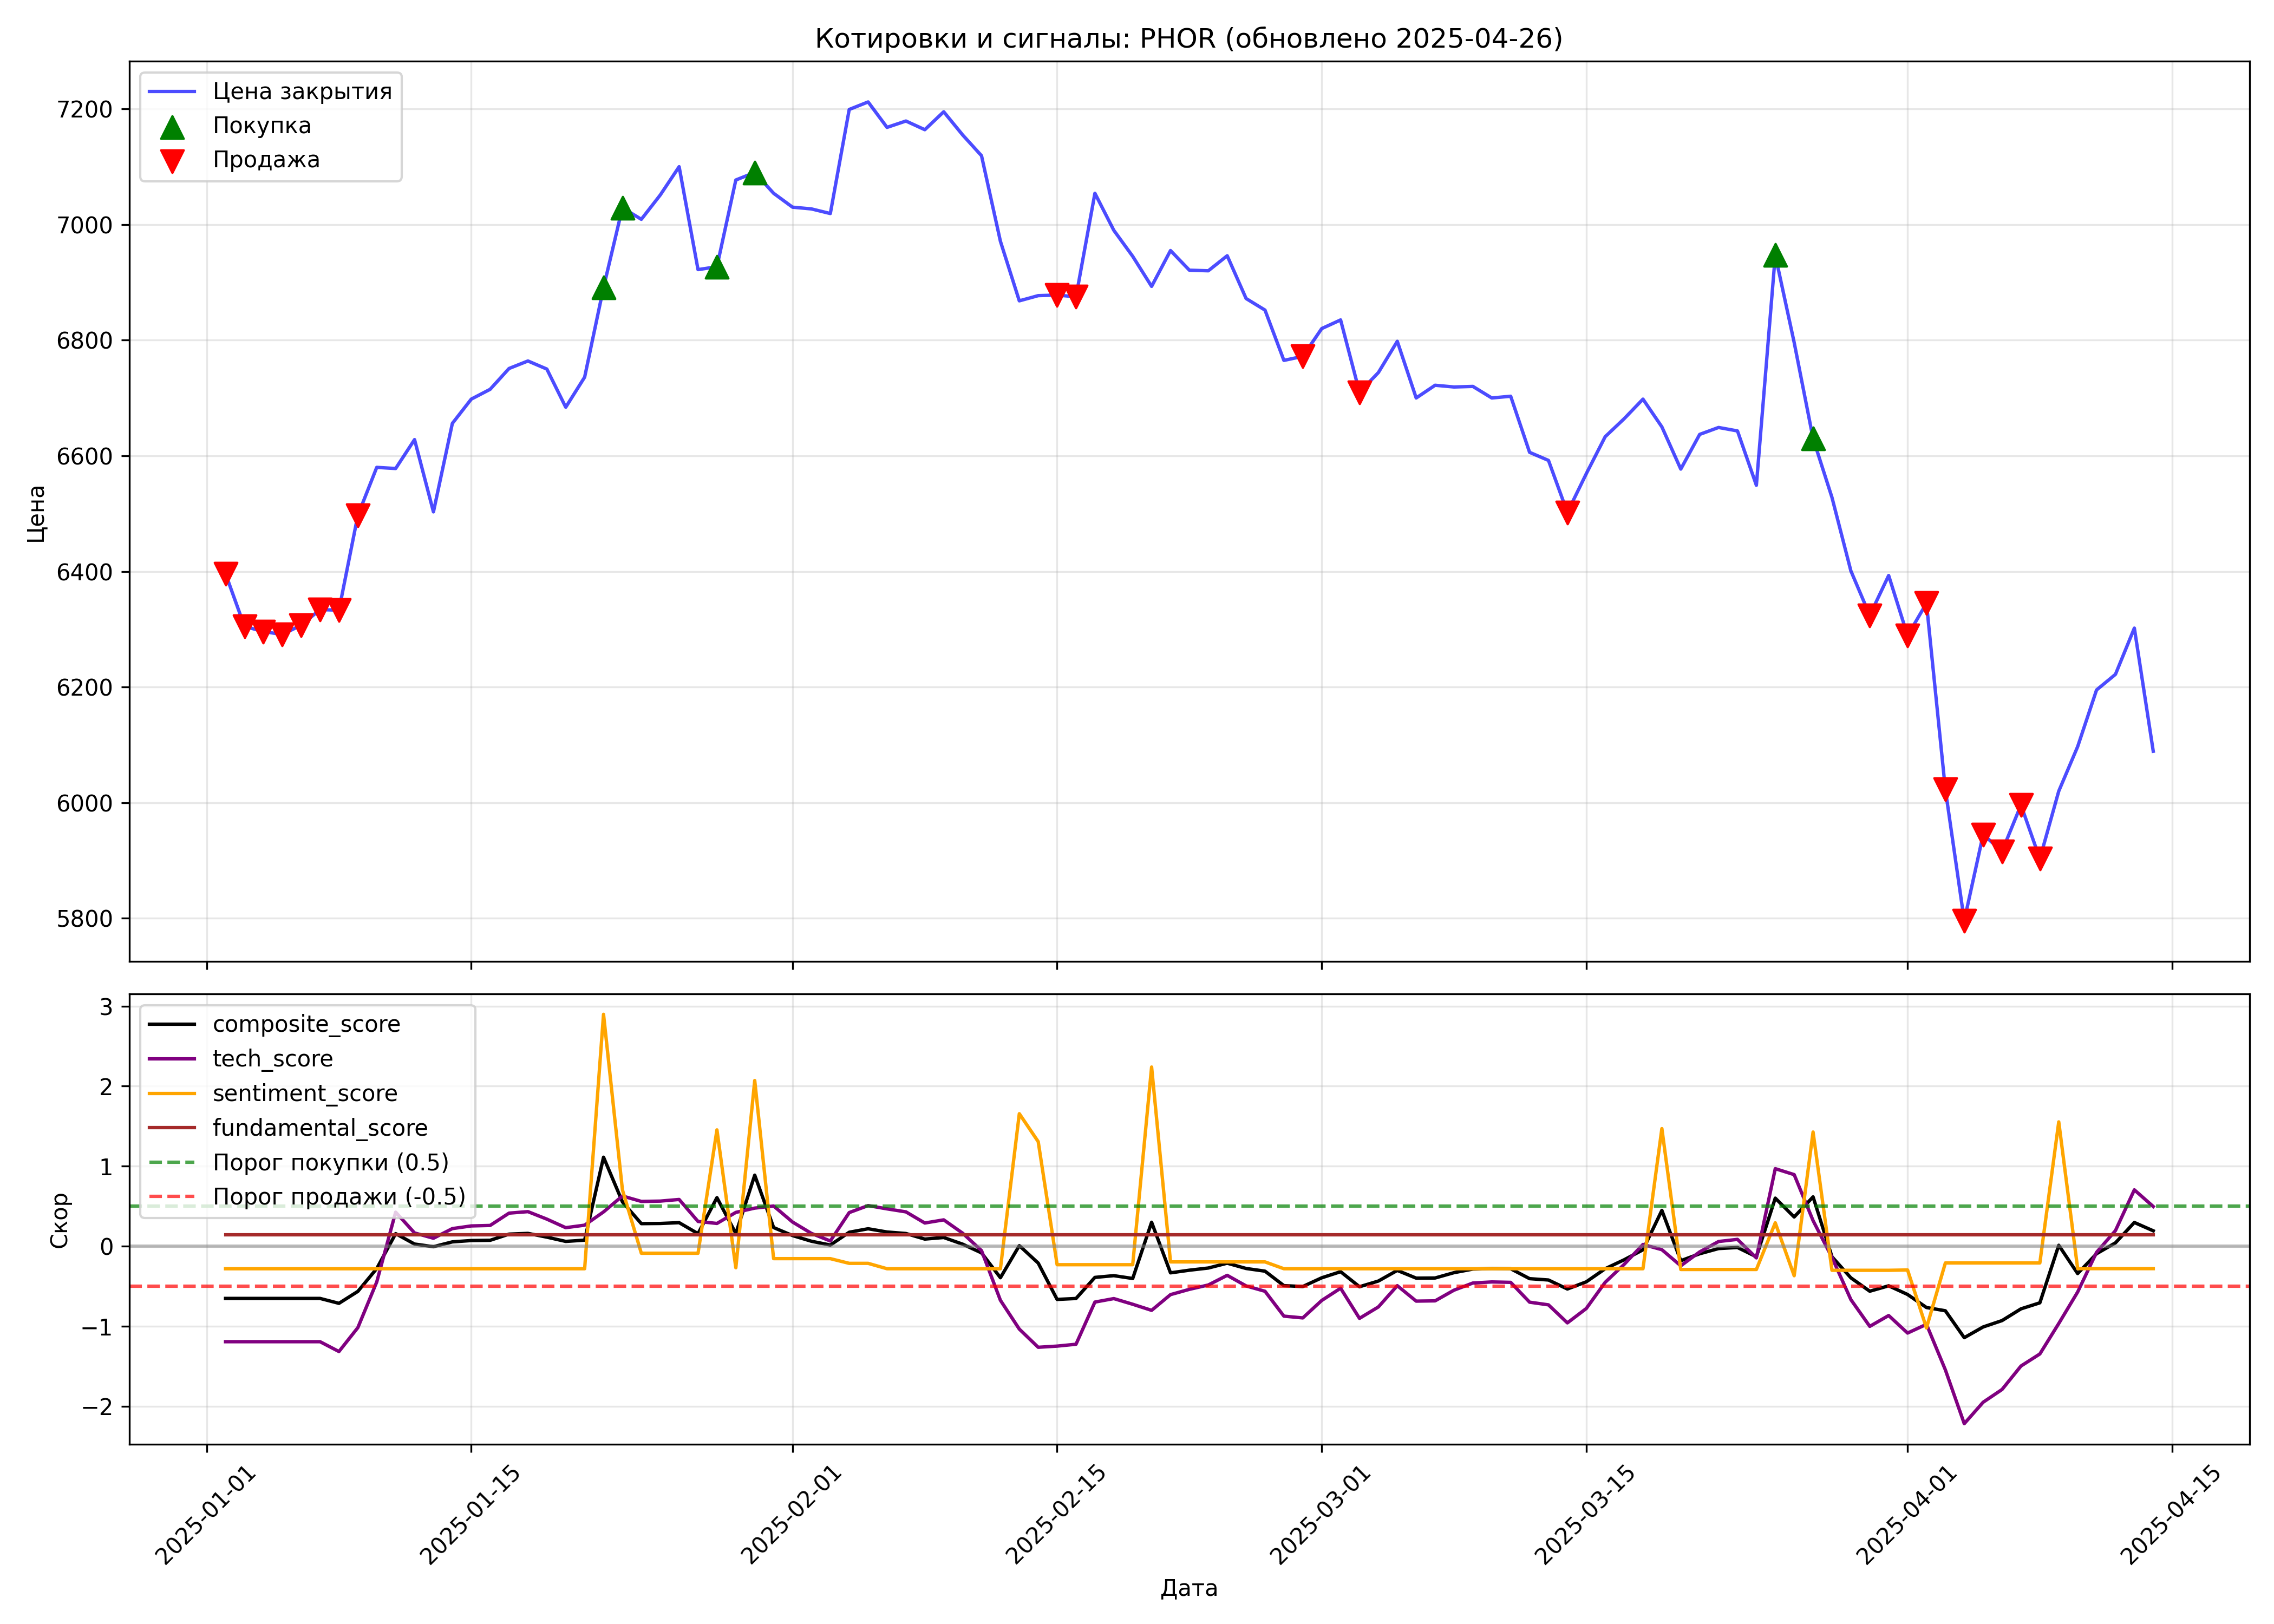 Котировки и сигналы: PHOR (обновлено 2025-04-26)
Цена закрытия
Покупка
Продажа
7200
7000
6800
6600
6400
6200
6000
5800
Цена
composite_score
tech_score
sentiment_score
fundamental_score
Порог покупки (0.5)
Порог продажи (-0.5)
3
2
1
0
−1
−2
Скор
2025-01-01
2025-01-15
2025-02-01
2025-02-15
2025-03-01
2025-03-15
2025-04-01
2025-04-15
Дата